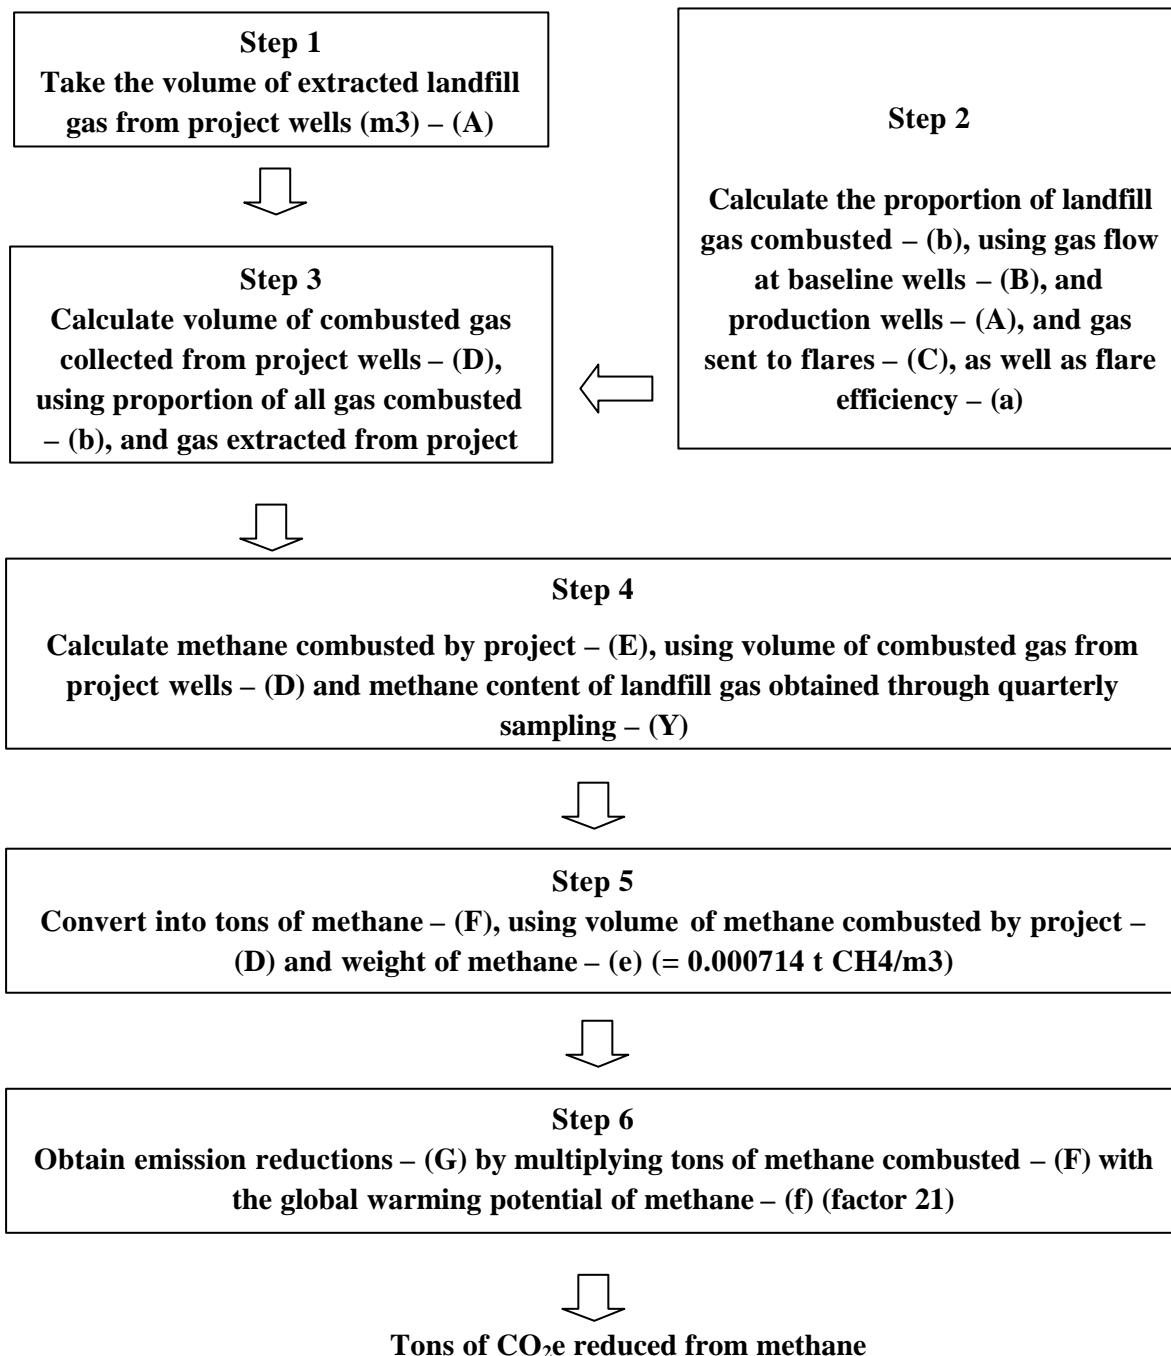 Step 1
Take the volume of extracted landfill
gas from project wells (m3) – (A)
Step 2
Calculate the proportion of landfill
gas combusted – (b), using gas flow
at baseline wells – (B), and
production wells – (A), and gas
sent to flares – (C), as well as flare
efficiency – (a)
Step 3
Calculate volume of combusted gas
collected from project wells – (D),
using proportion of all gas combusted
– (b), and gas extracted from project
Step 4
Calculate methane combusted by project – (E), using volume of combusted gas from
project wells – (D) and methane content of landfill gas obtained through quarterly
sampling – (Y)
Step 5
Convert into tons of methane – (F), using volume of methane combusted by project –
(D) and weight of methane – (e) (= 0.000714 t CH4/m3)
Step 6
Obtain emission reductions – (G) by multiplying tons of methane combusted – (F) with
the global warming potential of methane – (f) (factor 21)
Tons of CO₂e reduced from methane